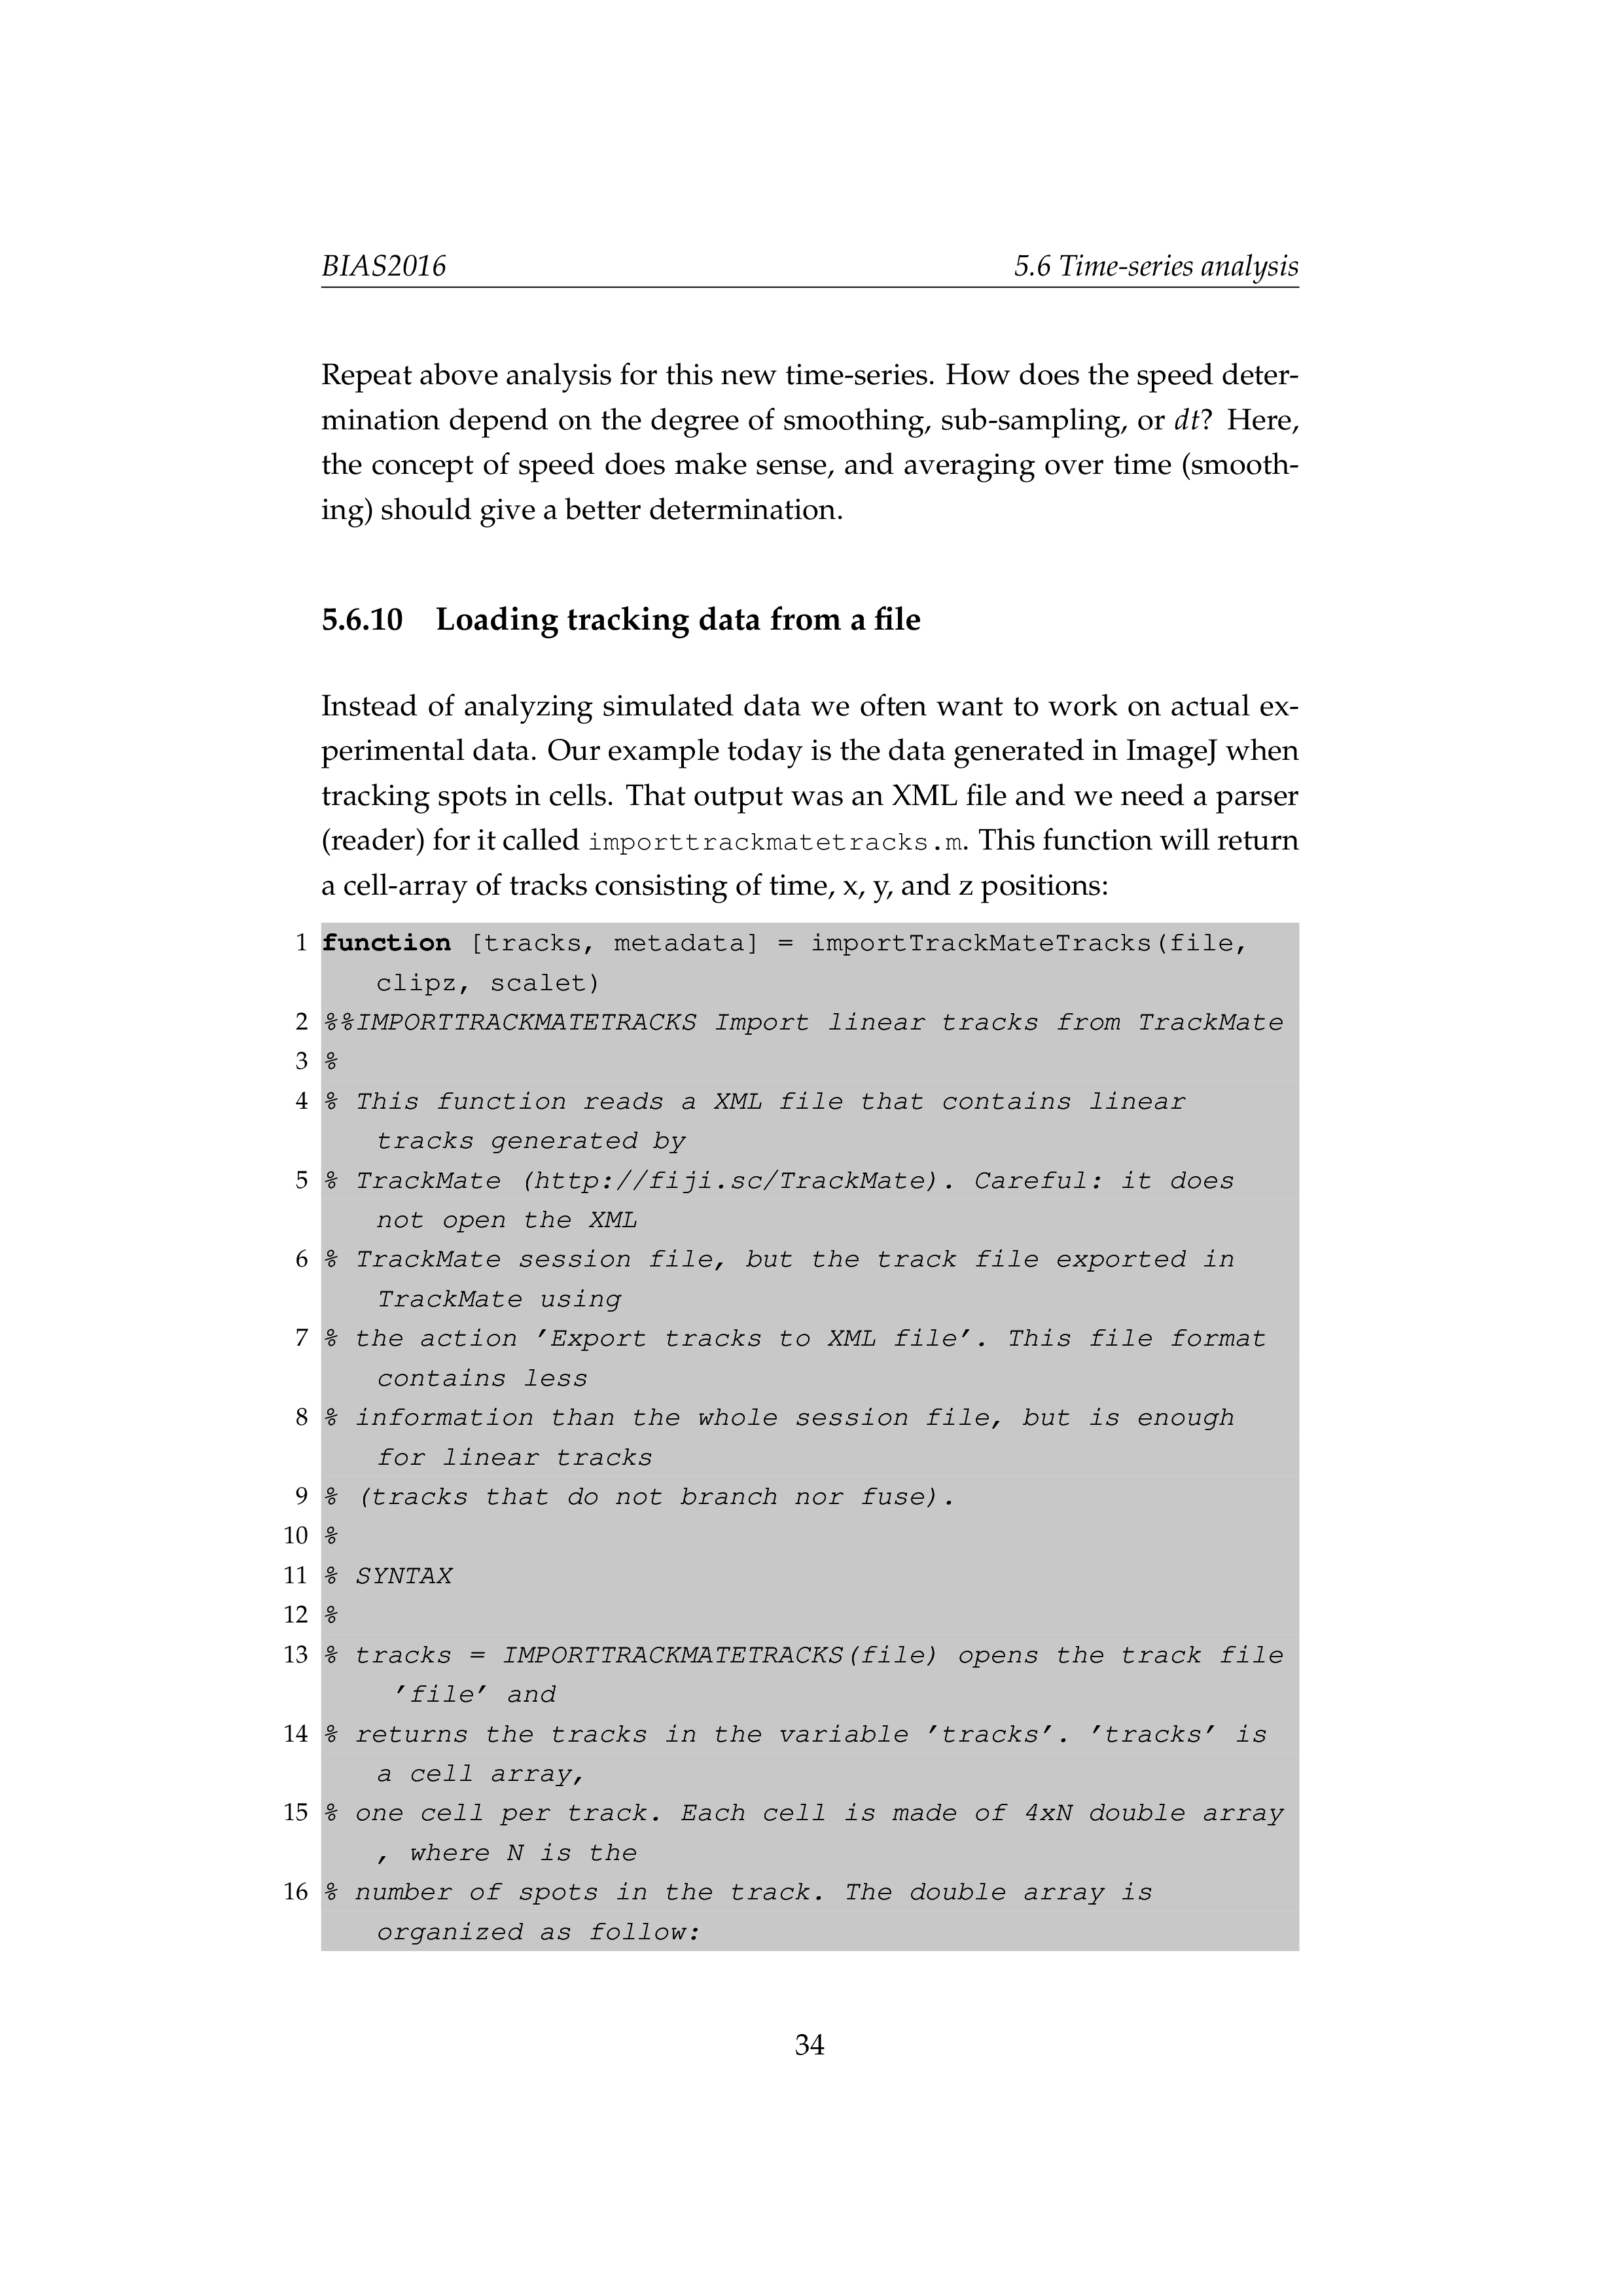 BIAS2016 5.6 Time-series analysis
Repeat above analysis for this new time-series. How does the speed deter-
mination depend on the degree of smoothing, sub-sampling, or dt? Here,
the concept of speed does make sense, and averaging over time (smooth-
ing) should give a better determination.
5.6.10 Loading tracking data from a file
Instead of analyzing simulated data we often want to work on actual ex-
perimental data. Our example today is the data generated in ImageJ when
tracking spots in cells. That output was an XML file and we need a parser
(reader) for it called importtrackmatetracks.m. This function will return
a cell-array of tracks consisting of time, x, y, and z positions:
1 function [tracks, metadata] = importTrackMateTracks(file,
clipz, scalet)
2 %%IMPORTTRACKMATETRACKS Import linear tracks from TrackMate
3 %
4 % This function reads a XML file that contains linear
tracks generated by
5 % TrackMate (http://fiji.sc/TrackMate). Careful: it does
not open the XML
6 % TrackMate session file, but the track file exported in
TrackMate using
7 % the action ’Export tracks to XML file’. This file format
contains less
8 % information than the whole session file, but is enough
for linear tracks
9 % (tracks that do not branch nor fuse).
10 %
11 % SYNTAX
12 %
13 % tracks = IMPORTTRACKMATETRACKS(file) opens the track file
’file’ and
14 % returns the tracks in the variable ’tracks’. ’tracks’ is
a cell array,
15 % one cell per track. Each cell is made of 4xN double array
, where N is the
16 % number of spots in the track. The double array is
organized as follow:
34